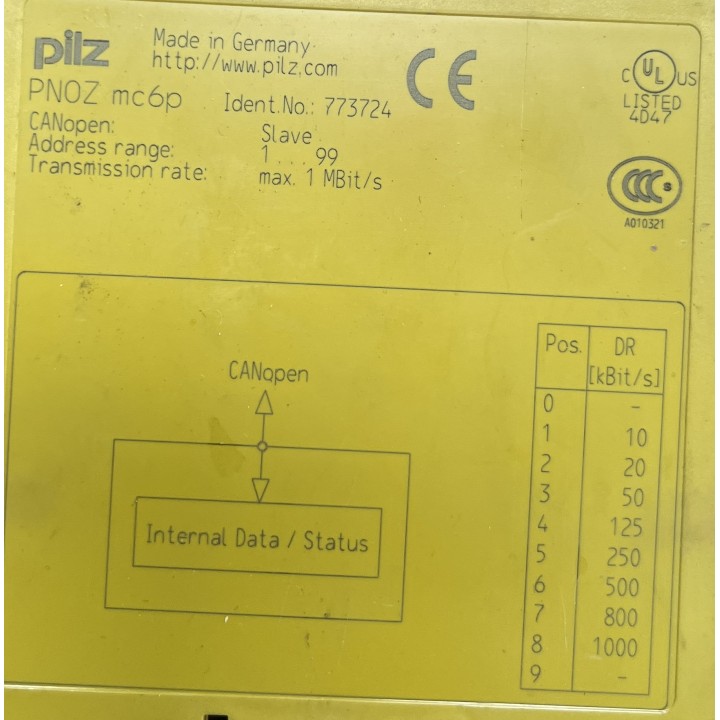 pilz Made in Germany
http://www.pilz.com
CE
C UL US
LISTED
4D47
PNOZ mc6p Ident.No.: 773724
CANopen: Slave
Address range: 1 ... 99
Transmission rate: max. 1 MBit/s
CCC S
A010321
CANopen
Internal Data / Status
Pos. DR
[kBit/s]
0 -
1 10
2 20
3 50
4 125
5 250
6 500
7 800
8 1000
9 -